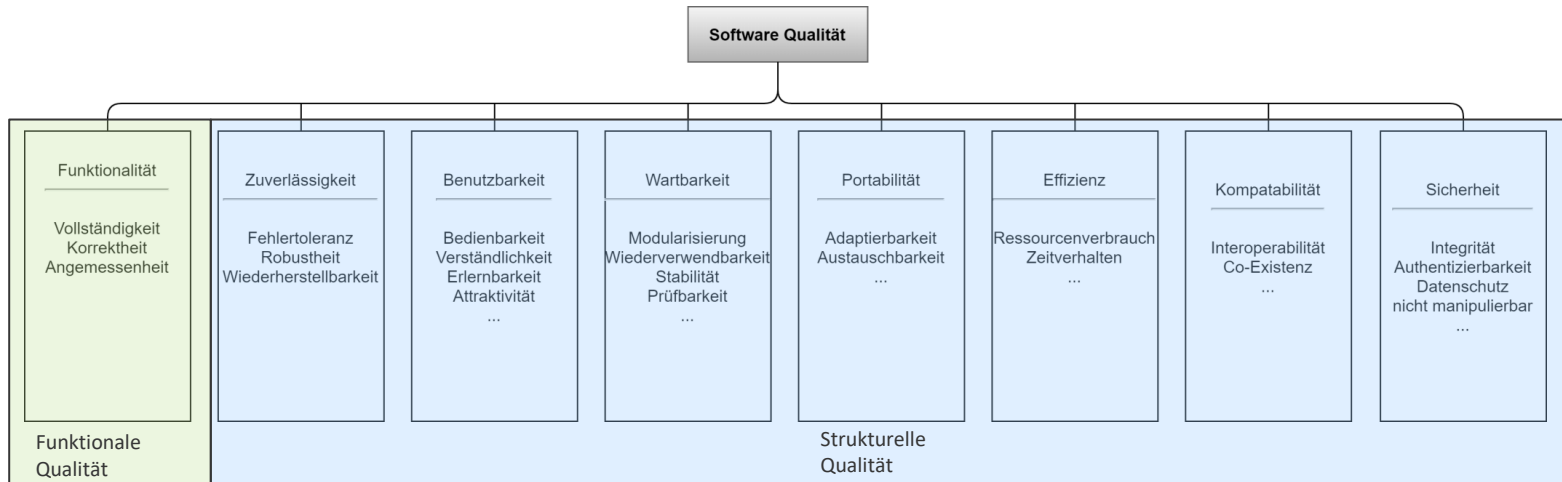 Software Qualität
Funktionalität
Vollständigkeit
Korrektheit
Angemessenheit
Zuverlässigkeit
Fehlertoleranz
Robustheit
Wiederherstellbarkeit
Benutzbarkeit
Bedienbarkeit
Verständlichkeit
Erlernbarkeit
Attraktivität
...
Wartbarkeit
Modularisierung
Wiederverwendbarkeit
Stabilität
Prüfbarkeit
...
Portabilität
Adaptierbarkeit
Austauschbarkeit
...
Effizienz
Ressourcenverbrauch
Zeitverhalten
...
Kompatabilität
Interoperabilität
Co-Existenz
...
Sicherheit
Integrität
Authentizierbarkeit
Datenschutz
nicht manipulierbar
...
Funktionale
Qualität
Strukturelle
Qualität